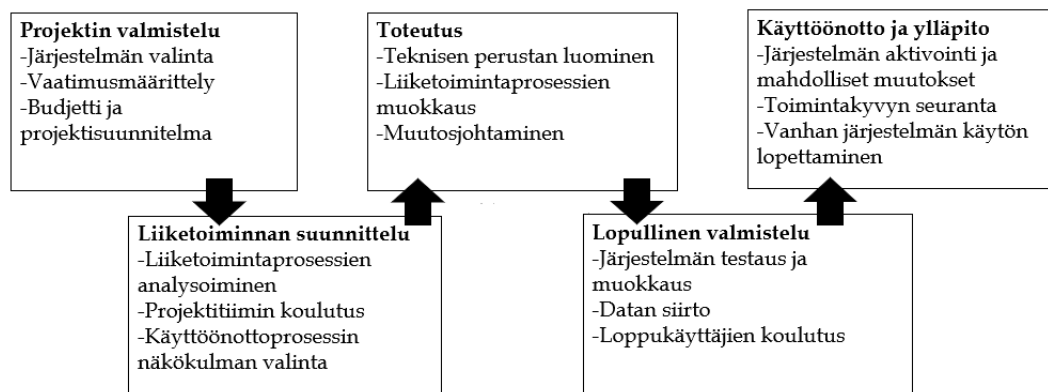 Projektin valmistelu
-Järjestelmän valinta
-Vaatimusmäärittely
-Budjetti ja
projektisuunnitelma
Liiketoiminnan suunnittelu
-Liiketoimintaprosessien
analysoiminen
-Projektitiimin koulutus
-Käyttöönottoprosessin
näkökulman valinta
Toteutus
-Teknisen perustan luominen
-Liiketoimintaprosessien
muokkaus
-Muutosjohtaminen
Lopullinen valmistelu
-Järjestelmän testaus ja
muokkaus
-Datan siirto
-Loppukäyttäjien koulutus
Käyttöönotto ja ylläpito
-Järjestelmän aktivointi ja
mahdolliset muutokset
-Toimintakyvyn seuranta
-Vanhan järjestelmän käytön
lopettaminen